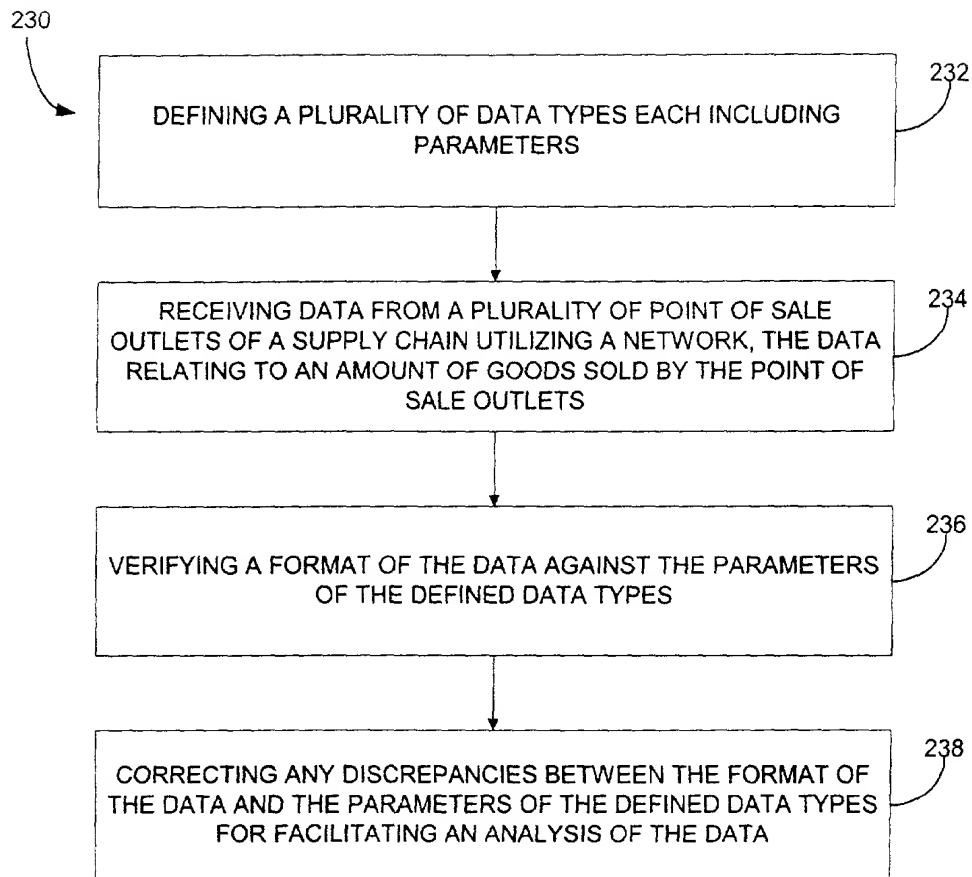 230
232
DEFINING A PLURALITY OF DATA TYPES EACH INCLUDING
PARAMETERS
234
RECEIVING DATA FROM A PLURALITY OF POINT OF SALE
OUTLETS OF A SUPPLY CHAIN UTILIZING A NETWORK, THE DATA
RELATING TO AN AMOUNT OF GOODS SOLD BY THE POINT OF
SALE OUTLETS
236
VERIFYING A FORMAT OF THE DATA AGAINST THE PARAMETERS
OF THE DEFINED DATA TYPES
238
CORRECTING ANY DISCREPANCIES BETWEEN THE FORMAT OF
THE DATA AND THE PARAMETERS OF THE DEFINED DATA TYPES
FOR FACILITATING AN ANALYSIS OF THE DATA